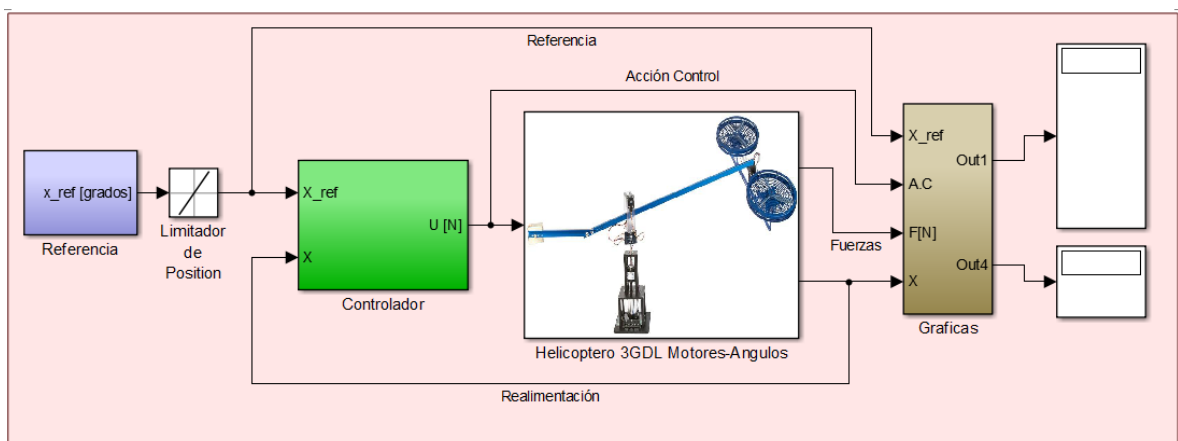 Referencia
Acción Control
x_ref [grados]
Referencia
Limitador
de
Position
X_ref
X
U [N]
Controlador
Helicoptero 3GDL Motores-Angulos
Fuerzas
X_ref
A.C
F[N]
X
Out1
Out4
Graficas
Realimentación